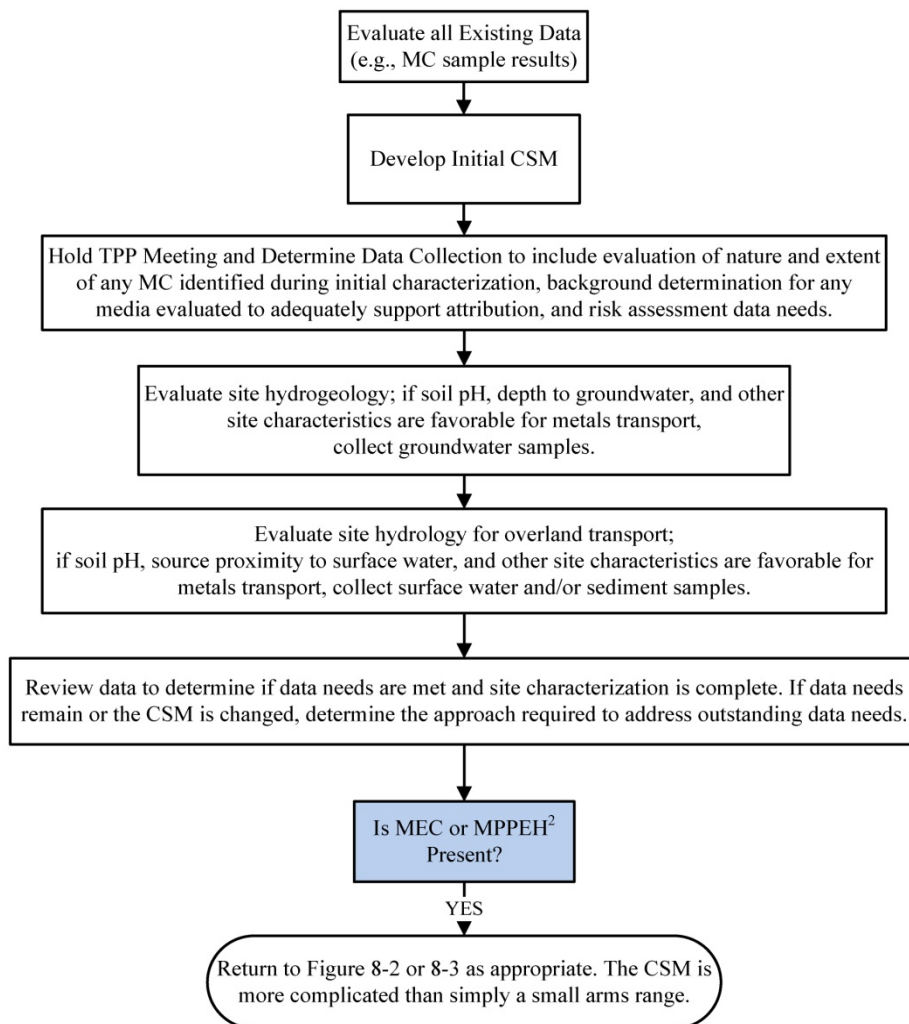 Evaluate all Existing Data
(e.g., MC sample results)
Develop Initial CSM
Hold TPP Meeting and Determine Data Collection to include evaluation of nature and extent
of any MC identified during initial characterization, background determination for any
media evaluated to adequately support attribution, and risk assessment data needs.
Evaluate site hydrogeology; if soil pH, depth to groundwater, and other
site characteristics are favorable for metals transport,
collect groundwater samples.
Evaluate site hydrology for overland transport;
if soil pH, source proximity to surface water, and other site characteristics are favorable for
metals transport, collect surface water and/or sediment samples.
Review data to determine if data needs are met and site characterization is complete. If data needs
remain or the CSM is changed, determine the approach required to address outstanding data needs.
Is MEC or MPPEH²
Present?
YES
Return to Figure 8-2 or 8-3 as appropriate. The CSM is
more complicated than simply a small arms range.